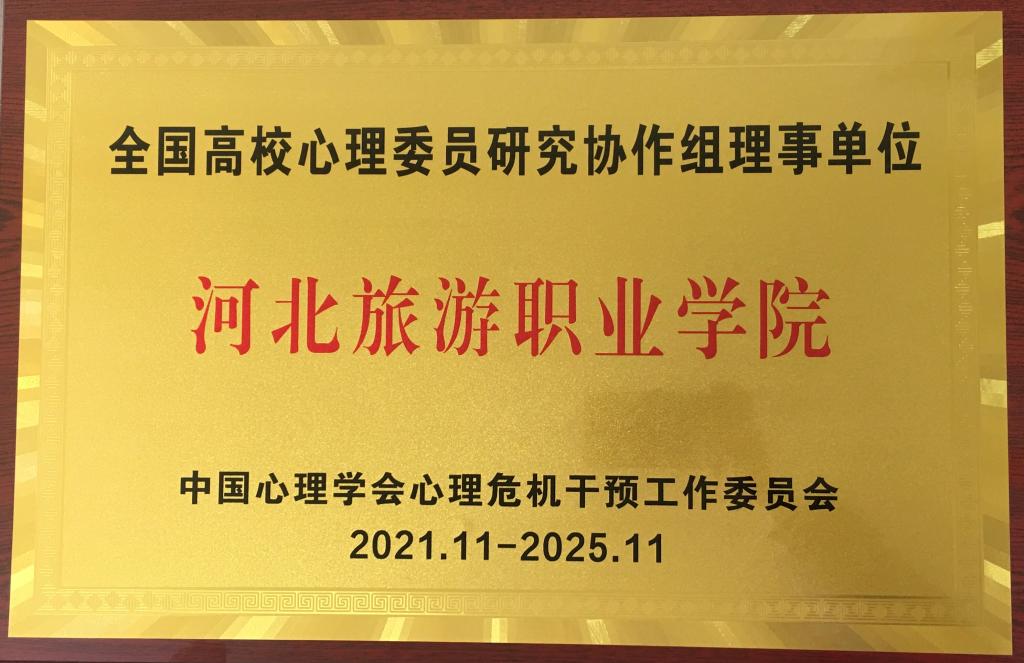 全国高校心理委员研究协作组理事单位
河北旅游职业学院
中国心理学会心理危机干预工作委员会
2021.11-2025.11